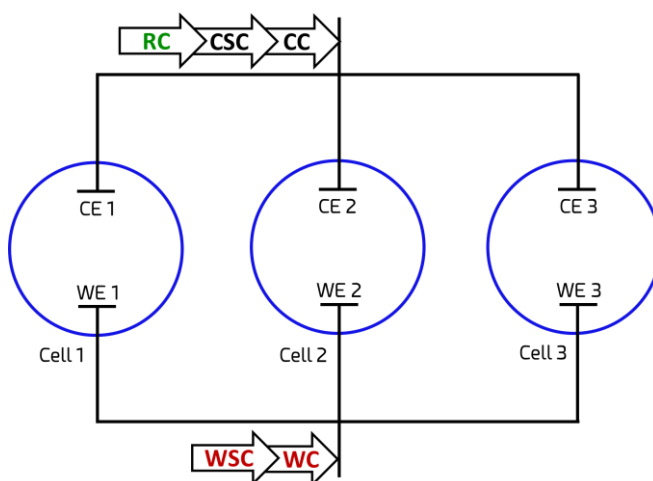 RC CSC CC
CE 1 CE 2 CE 3
WE 1 WE 2 WE 3
Cell 1 Cell 2 Cell 3
WSC WC